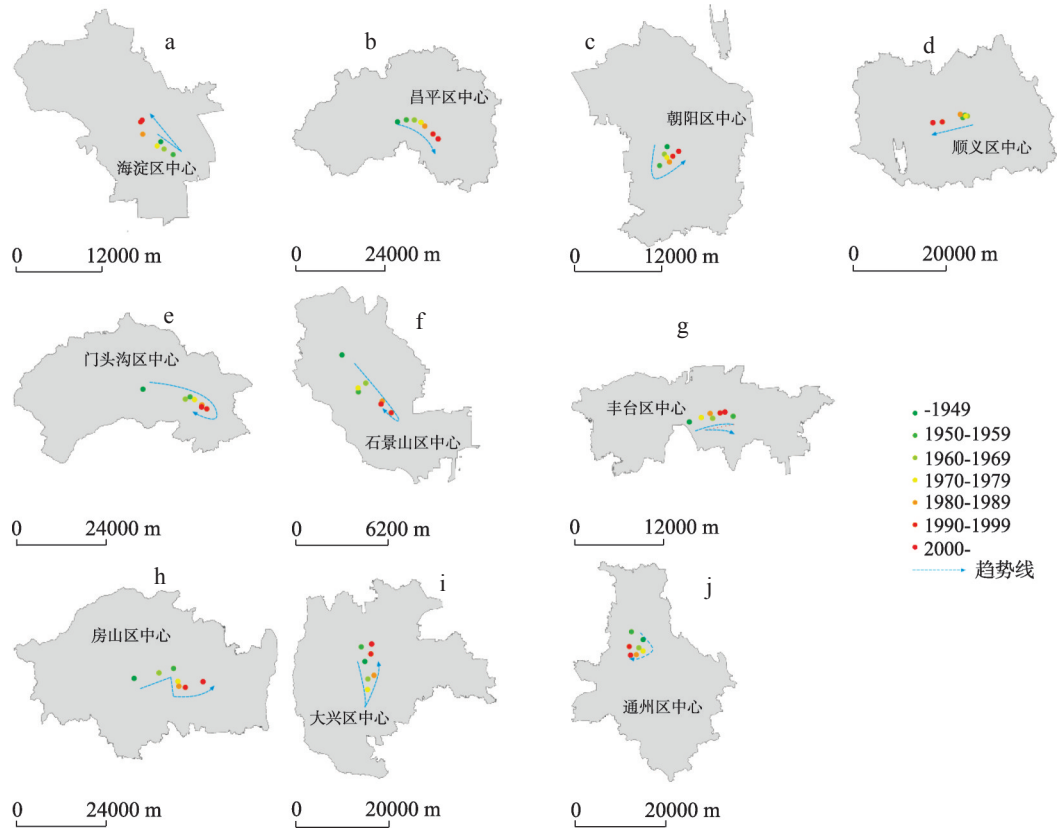 a
海淀区中心
0 12000 m
b
昌平区中心
0 24000 m
c
朝阳区中心
0 12000 m
d
顺义区中心
0 20000 m
e
门头沟区中心
0 24000 m
f
石景山区中心
0 6200 m
g
丰台区中心
0 12000 m
-1949
1950-1959
1960-1969
1970-1979
1980-1989
1990-1999
2000-
趋势线
h
房山区中心
0 24000 m
i
大兴区中心
0 20000 m
j
通州区中心
0 20000 m